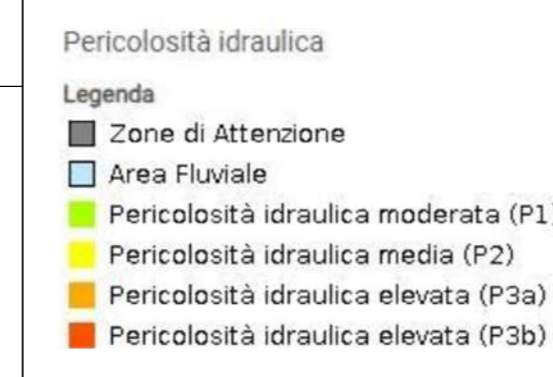 Pericolosità idraulica
Legenda
Zone di Attenzione
Area Fluviale
Pericolosità idraulica moderata (P1)
Pericolosità idraulica media (P2)
Pericolosità idraulica elevata (P3a)
Pericolosità idraulica elevata (P3b)